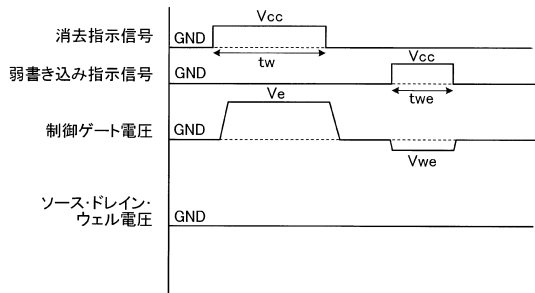 消去指示信号
GND
Vcc
tw
弱書き込み指示信号
GND
Vcc
twe
制御ゲート電圧
GND
Ve
Vwe
ソース・ドレイン・
ウェル電圧
GND